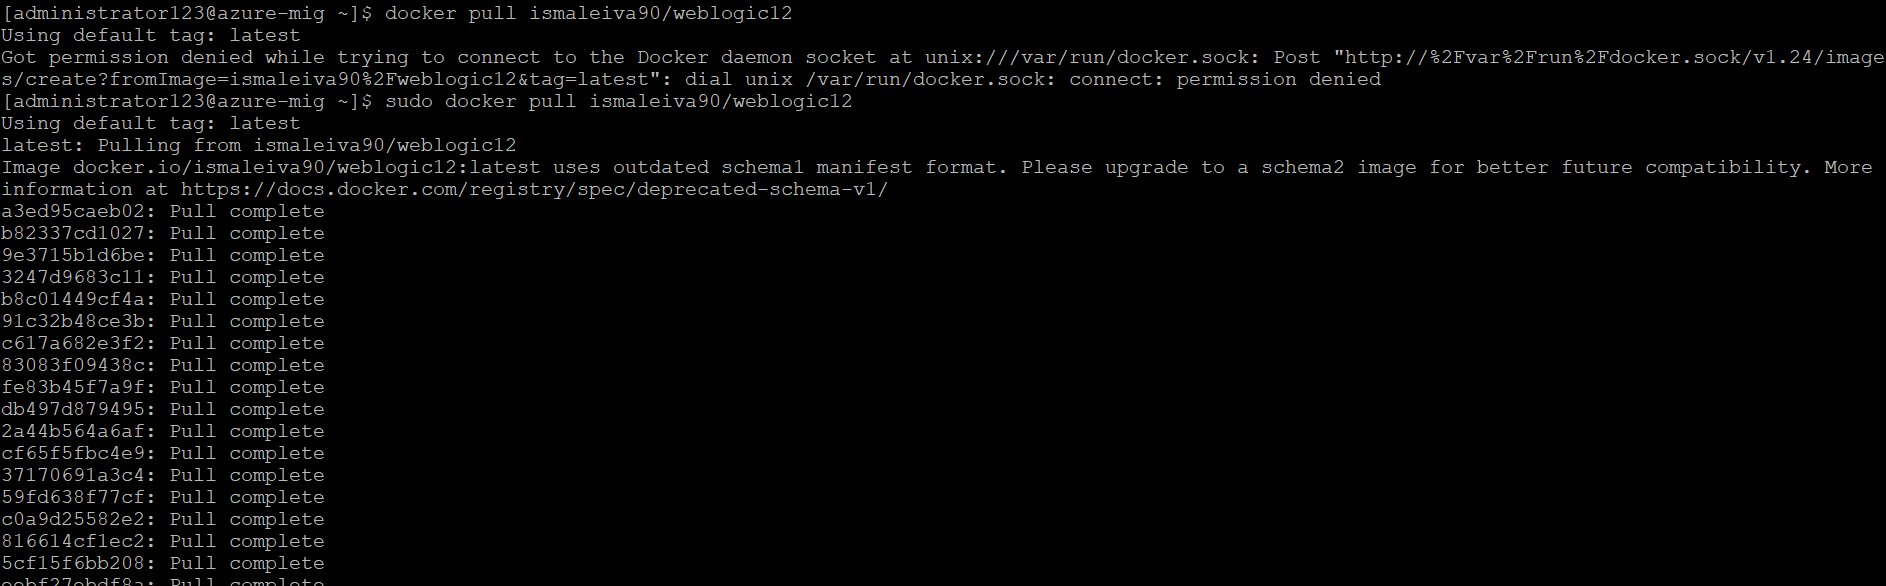 [administrator123@azure-mig ~]$ docker pull ismaleiva90/weblogic12
Using default tag: latest
Got permission denied while trying to connect to the Docker daemon socket at unix:///var/run/docker.sock: Post "http://%2Fvar%2Frun%2Fdocker.sock/v1.24/image
s/create?fromImage=ismaleiva90%2Fweblogic12&tag=latest": dial unix /var/run/docker.sock: connect: permission denied
[administrator123@azure-mig ~]$ sudo docker pull ismaleiva90/weblogic12
Using default tag: latest
latest: Pulling from ismaleiva90/weblogic12
Image docker.io/ismaleiva90/weblogic12:latest uses outdated schema1 manifest format. Please upgrade to a schema2 image for better future compatibility. More
information at https://docs.docker.com/registry/spec/deprecated-schema-v1/
a3ed95caeb02: Pull complete
b82337cd1027: Pull complete
9e3715b1d6be: Pull complete
3247d9683c11: Pull complete
b8c01449cf4a: Pull complete
91c32b48ce3b: Pull complete
c617a682e3f2: Pull complete
83083f09438c: Pull complete
fe83b45f7a9f: Pull complete
db497d879495: Pull complete
2a44b564a6af: Pull complete
cf65f5fbc4e9: Pull complete
37170691a3c4: Pull complete
59fd638f77cf: Pull complete
c0a9d25582e2: Pull complete
816614cf1ec2: Pull complete
5cf15f6bb208: Pull complete
Pull complete